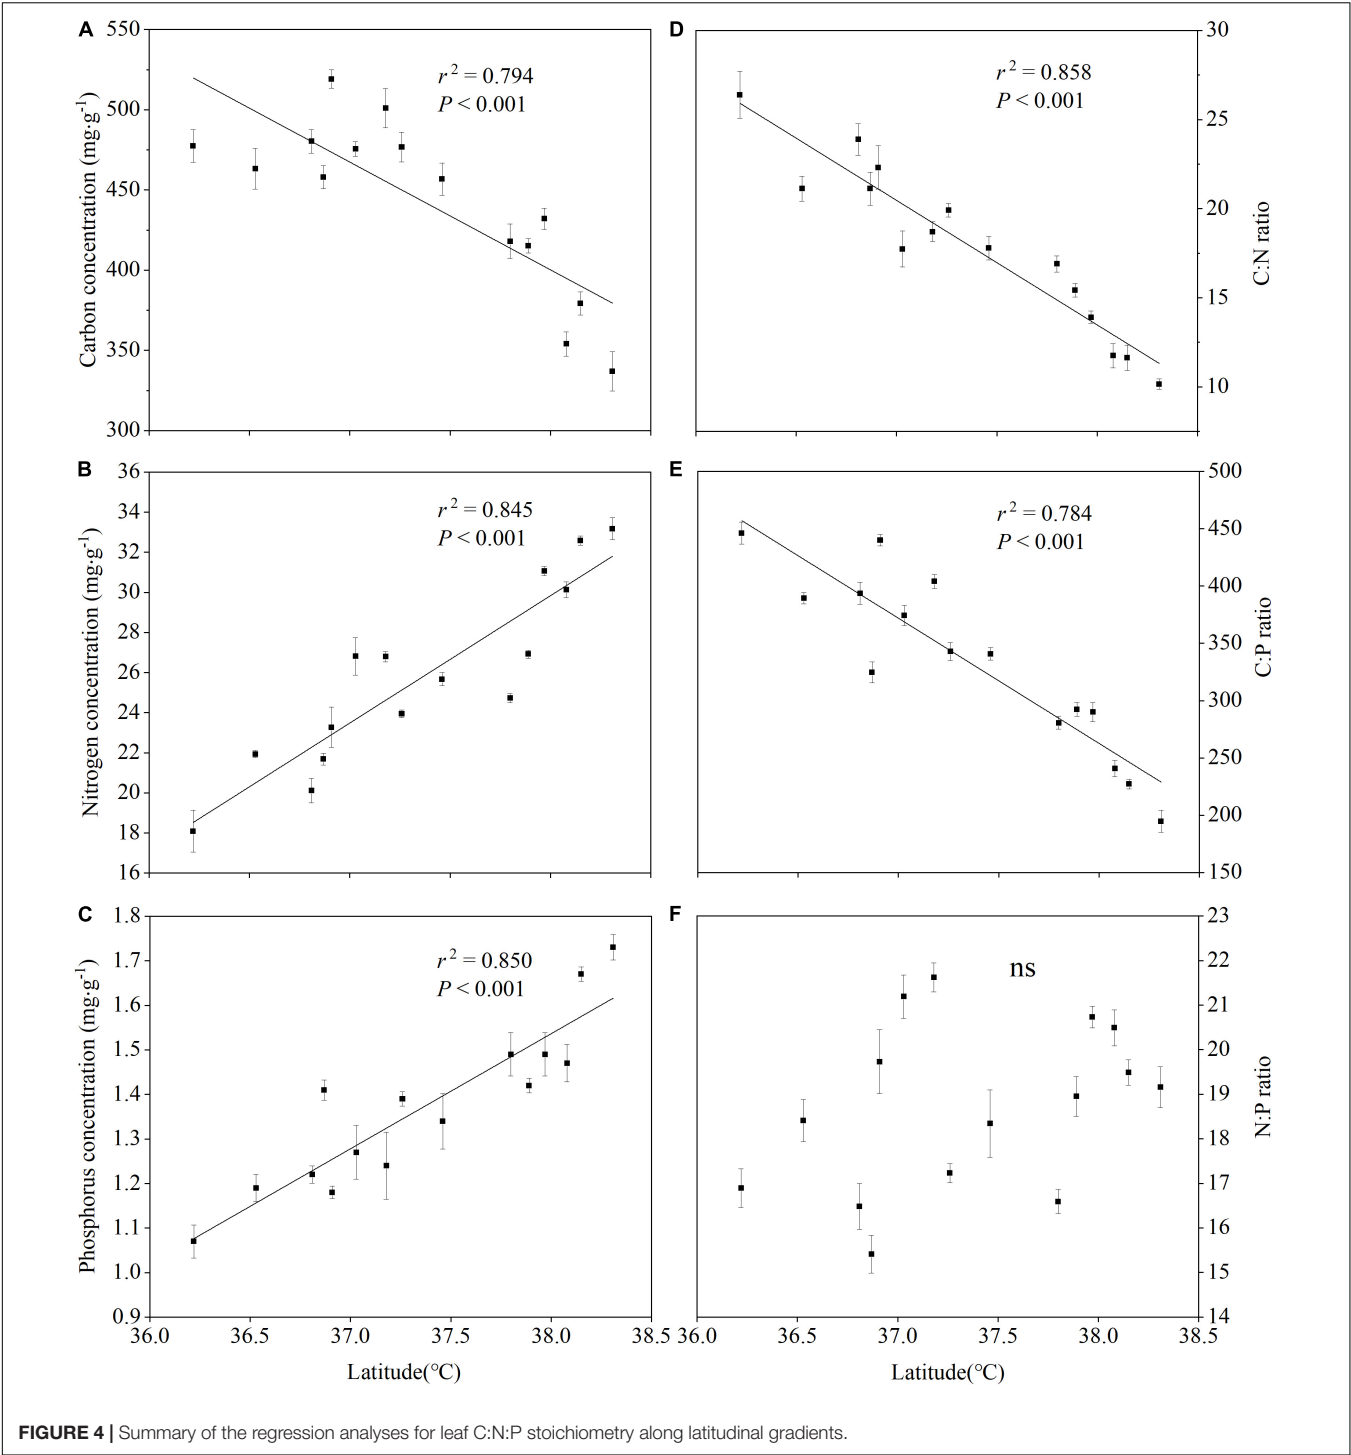 A
550
500
450
400
350
300
Carbon concentration (mg·g⁻¹)
r² = 0.794
P < 0.001
D
30
25
20
15
10
C:N ratio
r² = 0.858
P < 0.001
B
36
34
32
30
28
26
24
22
20
18
16
Nitrogen concentration (mg·g⁻¹)
r² = 0.845
P < 0.001
E
500
450
400
350
300
250
200
150
C:P ratio
r² = 0.784
P < 0.001
C
1.8
1.7
1.6
1.5
1.4
1.3
1.2
1.1
1.0
0.9
Phosphorus concentration (mg·g⁻¹)
r² = 0.850
P < 0.001
36.0 36.5 37.0 37.5 38.0 38.5
Latitude(°C)
F
23
22
21
20
19
18
17
16
15
14
N:P ratio
ns
36.0 36.5 37.0 37.5 38.0 38.5
Latitude(°C)
FIGURE 4 | Summary of the regression analyses for leaf C:N:P stoichiometry along latitudinal gradients.